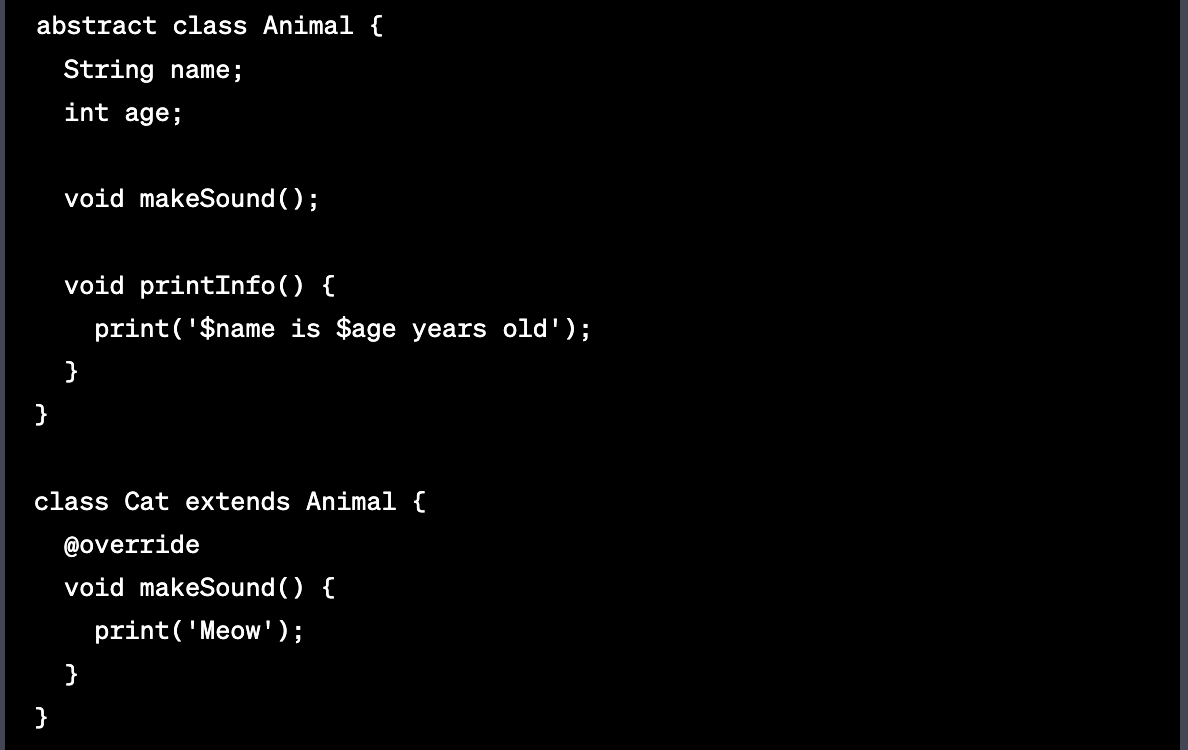 abstract class Animal {
  String name;
  int age;

  void makeSound();

  void printInfo() {
    print('$name is $age years old');
  }
}

class Cat extends Animal {
  @override
  void makeSound() {
    print('Meow');
  }
}